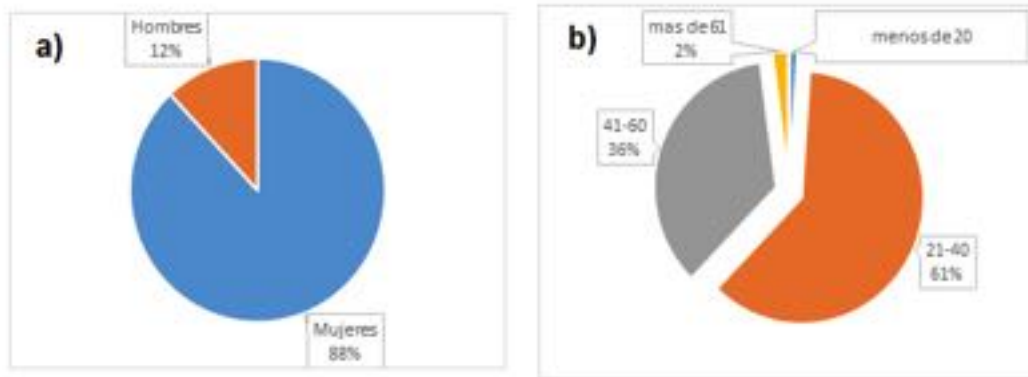 a)
Hombres
12%
Mujeres
88%
b)
mas de 61
2%
menos de 20
41-60
36%
21-40
61%